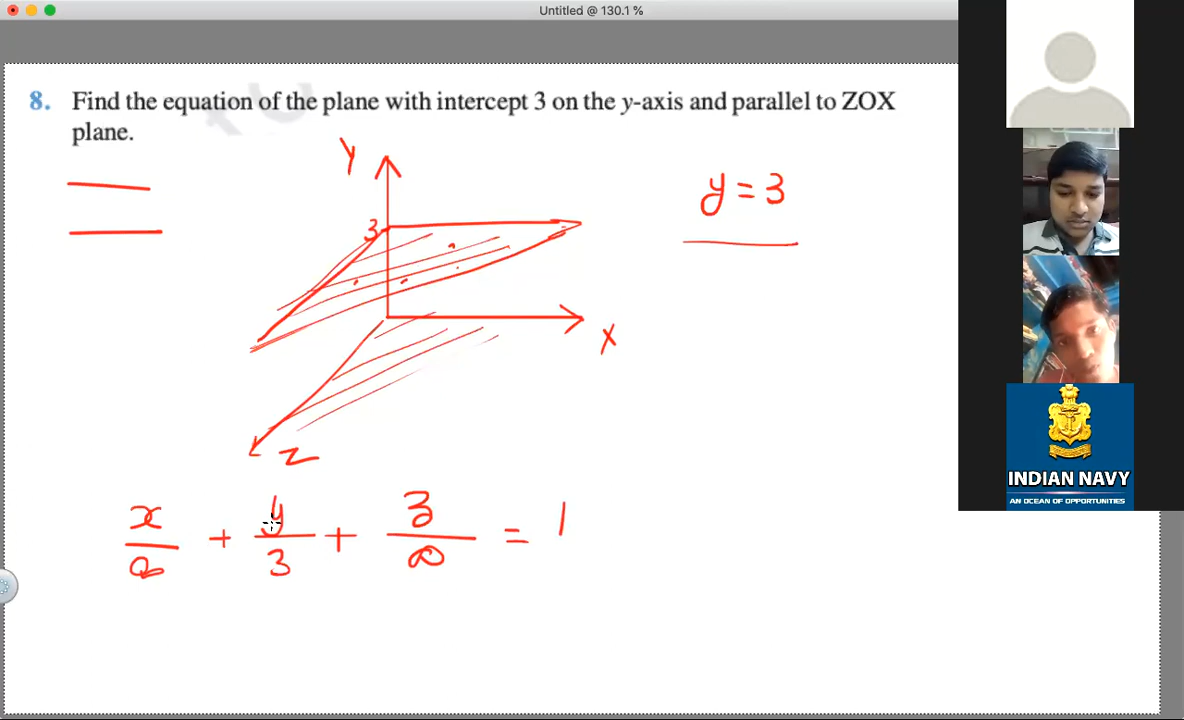 Untitled @ 130.1 %
8. Find the equation of the plane with intercept 3 on the y-axis and parallel to ZOX
plane.
Y
y = 3
3
X
Z
x/∞ + y/3 + z/∞ = 1
INDIAN NAVY
AN OCEAN OF OPPORTUNITIES